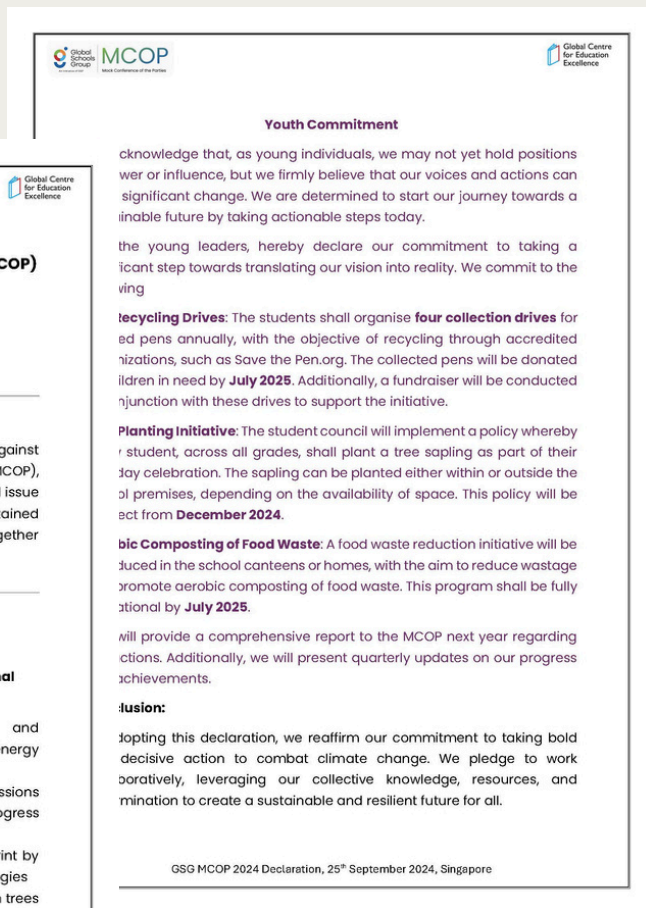 Global Schools Group
MCOP
Mock Conference of the Parties
Global Centre
for Education
Excellence
Youth Commitment
cknowledge that, as young individuals, we may not yet hold positions
wer or influence, but we firmly believe that our voices and actions can
significant change. We are determined to start our journey towards a
inable future by taking actionable steps today.
the young leaders, hereby declare our commitment to taking a
ficant step towards translating our vision into reality. We commit to the
wing
Recycling Drives: The students shall organise four collection drives for
ed pens annually, with the objective of recycling through accredited
nizations, such as Save the Pen.org. The collected pens will be donated
ildren in need by July 2025. Additionally, a fundraiser will be conducted
njunction with these drives to support the initiative.
Planting Initiative: The student council will implement a policy whereby
student, across all grades, shall plant a tree sapling as part of their
day celebration. The sapling can be planted either within or outside the
ol premises, depending on the availability of space. This policy will be
ect from December 2024.
bic Composting of Food Waste: A food waste reduction initiative will be
duced in the school canteens or homes, with the aim to reduce wastage
promote aerobic composting of food waste. This program shall be fully
ational by July 2025.
will provide a comprehensive report to the MCOP next year regarding
ctions. Additionally, we will present quarterly updates on our progress
achievements.
lusion:
dopting this declaration, we reaffirm our commitment to taking bold
decisive action to combat climate change. We pledge to work
boratively, leveraging our collective knowledge, resources, and
rmination to create a sustainable and resilient future for all.
GSG MCOP 2024 Declaration, 25th September 2024, Singapore
Global Centre
for Education
Excellence
COP)
gainst
MCOP),
issue
tained
gether
al
and
energy
ssions
ogress
int by
gies
trees